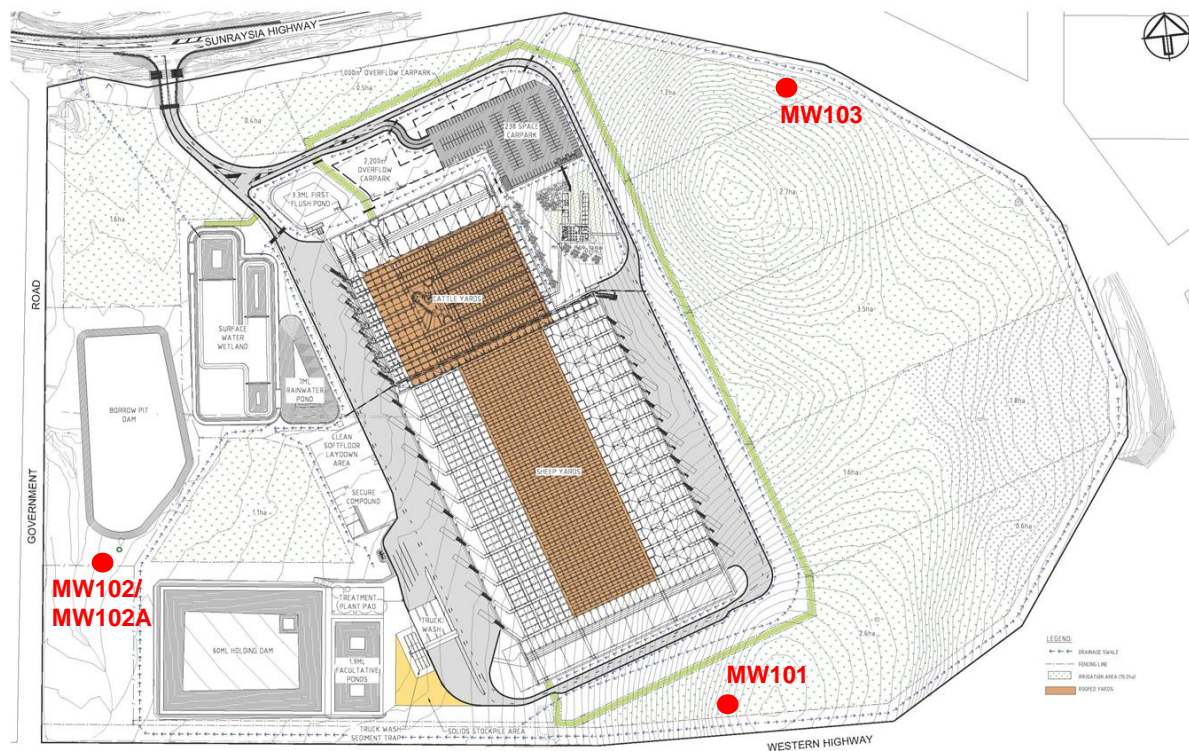 SUNRAYSIA HIGHWAY
1,000m² OVERFLOW CARPARK
0.5ha
0.4ha
1.2ha
MW103
238 SPACE
CARPARK
2,200m²
OVERFLOW
CARPARK
3.3ML FIRST
FLUSH POND
2.7ha
1.6ha
ROAD
CATTLE YARDS
SURFACE
WATER
WETLAND
3.5ha
7ML
RAINWATER
POND
BORROW PIT
DAM
1.8ha
CLEAN
SOFTFLOOR
LAYDOWN
AREA
SHEEP YARDS
1.6ha
SECURE
COMPOUND
GOVERNMENT
1.1ha
0.6ha
MW102/
MW102A
TREATMENT
PLANT PAD
TRUCK
WASH
2.6ha
60ML HOLDING DAM
1.9ML
FACULTATIVE
PONDS
MW101
LEGEND:
DRAINAGE SWALE
FENCING LINE
ROOFED YARDS
TRUCK WASH
SEDIMENT TRAP
SOLIDS STOCKPILE AREA
WESTERN HIGHWAY